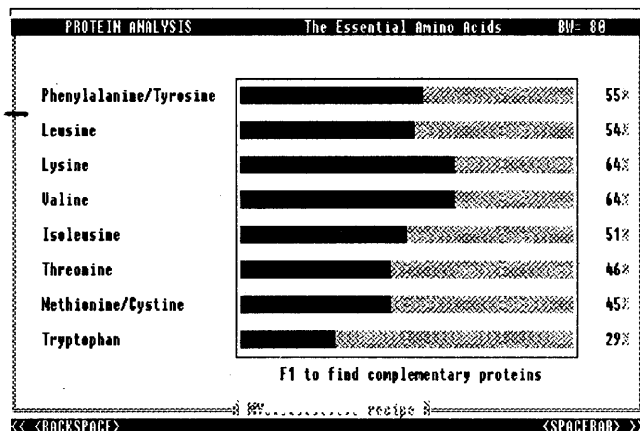 PROTEIN ANALYSIS The Essential Amino Acids BW= 80
Phenylalanine/Tyrosine 55%
Leusine 54%
Lysine 64%
Valine 64%
Isoleusine 51%
Threonine 46%
Methionine/Cystine 45%
Tryptophan 29%
F1 to find complementary proteins
recipe
<< <BACKSPACE> <SPACEBAR> >